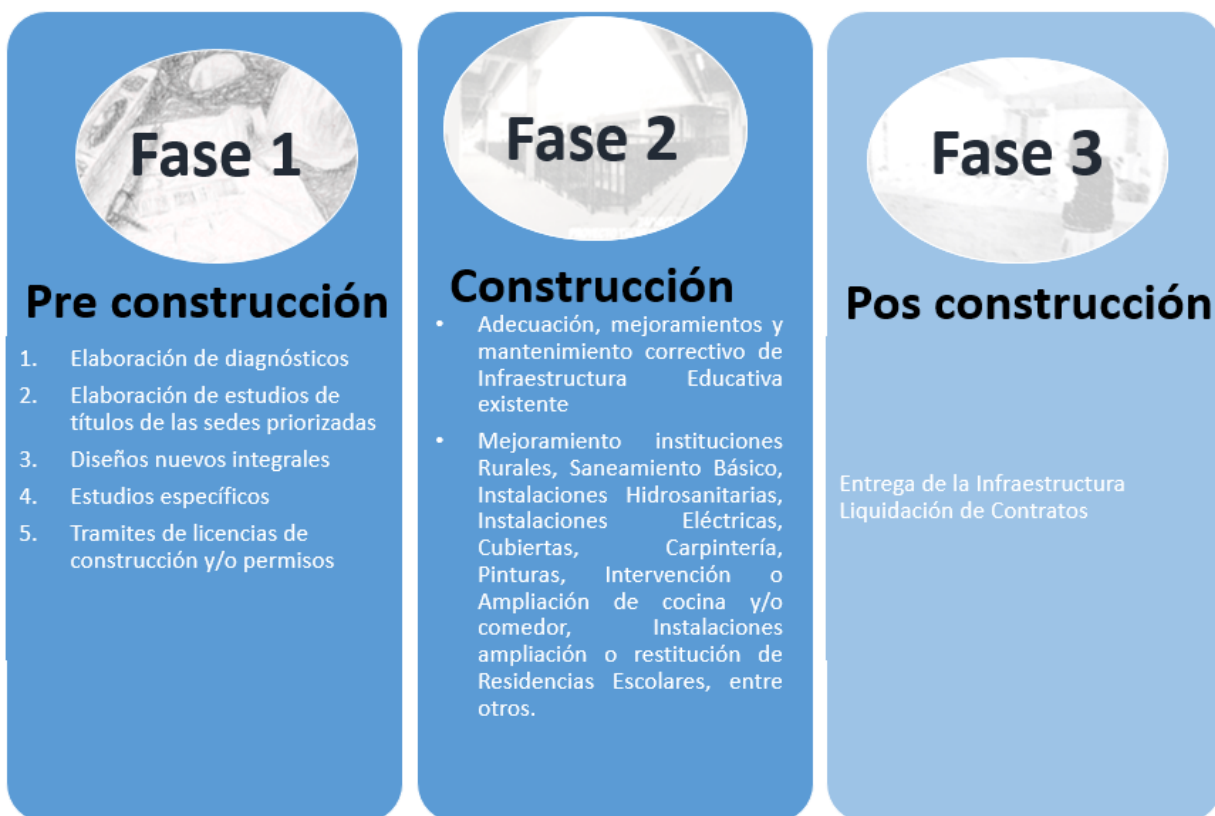 Fase 1
Pre construcción
1. Elaboración de diagnósticos
2. Elaboración de estudios de
títulos de las sedes priorizadas
3. Diseños nuevos integrales
4. Estudios específicos
5. Tramites de licencias de
construcción y/o permisos
Fase 2
Construcción
• Adecuación, mejoramientos y
mantenimiento correctivo de
Infraestructura Educativa
existente
• Mejoramiento instituciones
Rurales, Saneamiento Básico,
Instalaciones Hidrosanitarias,
Instalaciones Eléctricas,
Cubiertas, Carpintería,
Pinturas, Intervención o
Ampliación de cocina y/o
comedor, Instalaciones
ampliación o restitución de
Residencias Escolares, entre
otros.
Fase 3
Pos construcción
Entrega de la Infraestructura
Liquidación de Contratos